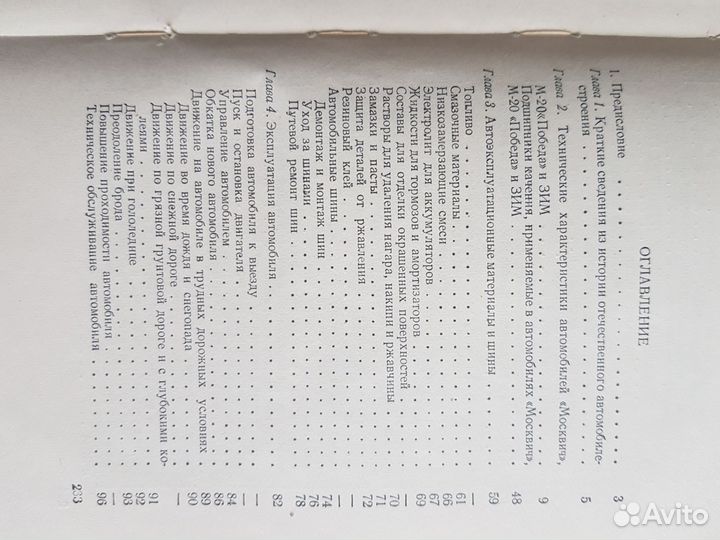 ОГЛАВЛЕНИЕ
1. Предисловие . . . . . . . . . . 3
Глава 1. Краткие сведения из истории отечественного автомобиле-
строения . . . . . . . . . . 5
Глава 2. Технические характеристики автомобилей «Москвич»,
М-20 «Победа» и ЗИМ . . . . . . . . . . 9
Подшипники качения, применяемые в автомобилях «Москвич»,
М-20 «Победа» и ЗИМ . . . . . . . . . . 48
Глава 3. Автоэксплуатационные материалы и шины . . . . 59
Топливо . . . . . . . . . . —
Смазочные материалы . . . . . . . . . . 61
Низкозамерзающие смеси . . . . . . . . . . 66
Электролит для аккумуляторов . . . . . . . . . . 67
Жидкости для тормозов и амортизаторов . . . . . . . 69
Составы для отделки окрашенных поверхностей . . . . —
Растворы для удаления нагара, накипи и ржавчины . . . . 70
Замазки и пасты . . . . . . . . . . 71
Защита деталей от ржавления . . . . . . . . . . 72
Резиновый клей . . . . . . . . . . —
Автомобильные шины . . . . . . . . . . —
Демонтаж и монтаж шин . . . . . . . . . . 74
Уход за шинами . . . . . . . . . . 76
Путевой ремонт шин . . . . . . . . . . 78
Глава 4. Эксплуатация автомобиля . . . . . . . . . . 82
Подготовка автомобиля к выезду . . . . . . . . . . —
Пуск и остановка двигателя . . . . . . . . . . 84
Управление автомобилем . . . . . . . . . . 86
Обкатка нового автомобиля . . . . . . . . . . 89
Движение на автомобиле в трудных дорожных условиях . 90
Движение во время дождя и снегопада . . . . . . . —
Движение по снежной дороге . . . . . . . . . . —
Движение по грязной грунтовой дороге и с глубокими ко-
леями . . . . . . . . . . 91
Движение при гололедице . . . . . . . . . . 92
Преодоление брода . . . . . . . . . . 93
Повышение проходимости автомобиля . . . . . . . —
Техническое обслуживание автомобиля . . . . . . . 96
233
Avito